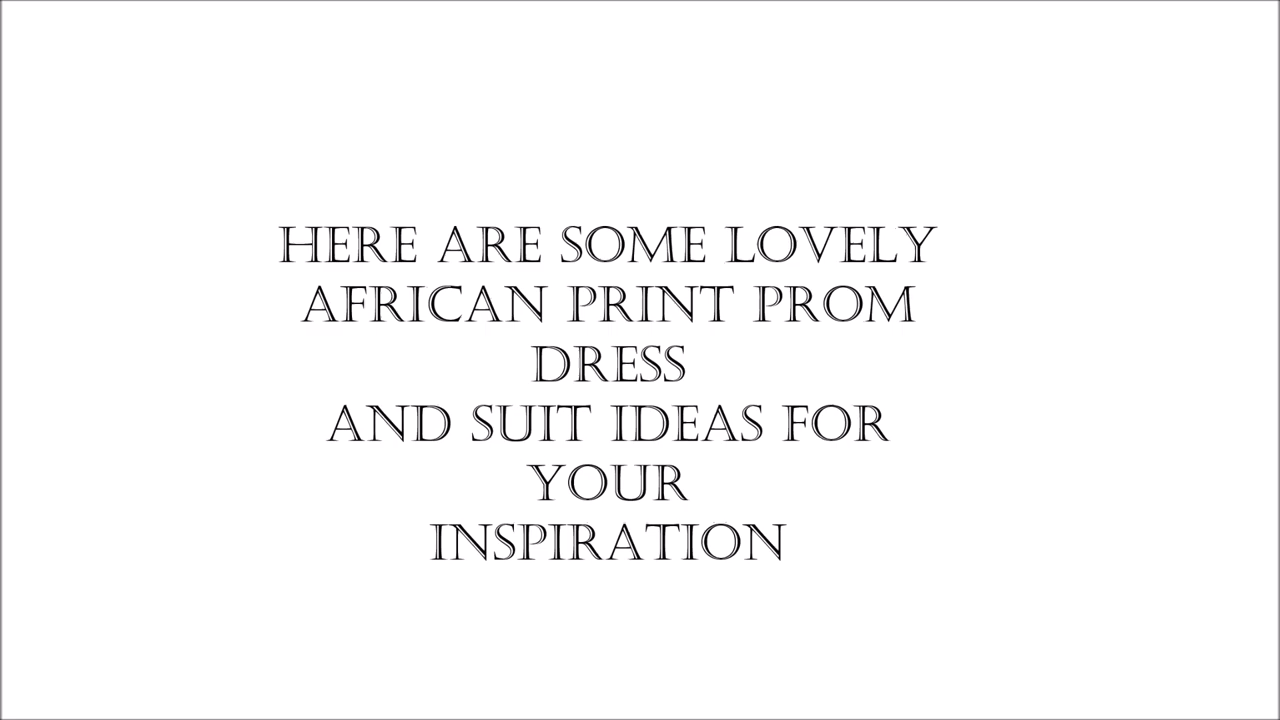 HERE ARE SOME LOVELY
AFRICAN PRINT PROM
DRESS
AND SUIT IDEAS FOR
YOUR
INSPIRATION